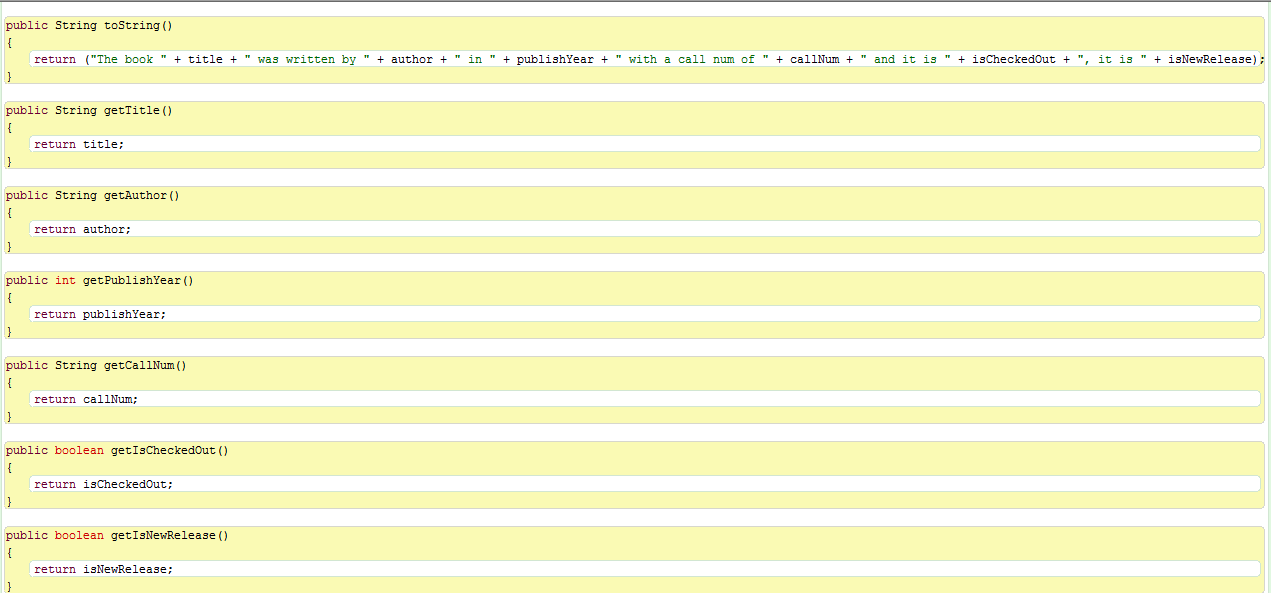 public String toString()
{
return ("The book " + title + " was written by " + author + " in " + publishYear + " with a call num of " + callNum + " and it is " + isCheckedOut + ", it is " + isNewRelease);
}
public String getTitle()
{
return title;
}
public String getAuthor()
{
return author;
}
public int getPublishYear()
{
return publishYear;
}
public String getCallNum()
{
return callNum;
}
public boolean getIsCheckedOut()
{
return isCheckedOut;
}
public boolean getIsNewRelease()
{
return isNewRelease;
}